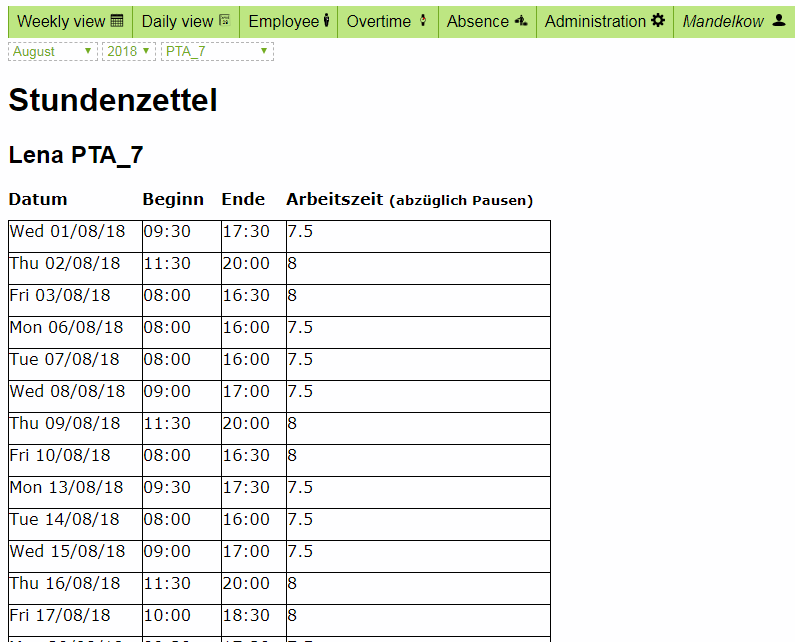 Weekly view Daily view Employee Overtime Absence Administration Mandelkow
August 2018 PTA_7
Stundenzettel
Lena PTA_7
Datum Beginn Ende Arbeitszeit (abzüglich Pausen)
Wed 01/08/18 09:30 17:30 7.5
Thu 02/08/18 11:30 20:00 8
Fri 03/08/18 08:00 16:30 8
Mon 06/08/18 08:00 16:00 7.5
Tue 07/08/18 08:00 16:00 7.5
Wed 08/08/18 09:00 17:00 7.5
Thu 09/08/18 11:30 20:00 8
Fri 10/08/18 08:00 16:30 8
Mon 13/08/18 09:30 17:30 7.5
Tue 14/08/18 08:00 16:00 7.5
Wed 15/08/18 09:00 17:00 7.5
Thu 16/08/18 11:30 20:00 8
Fri 17/08/18 10:00 18:30 8